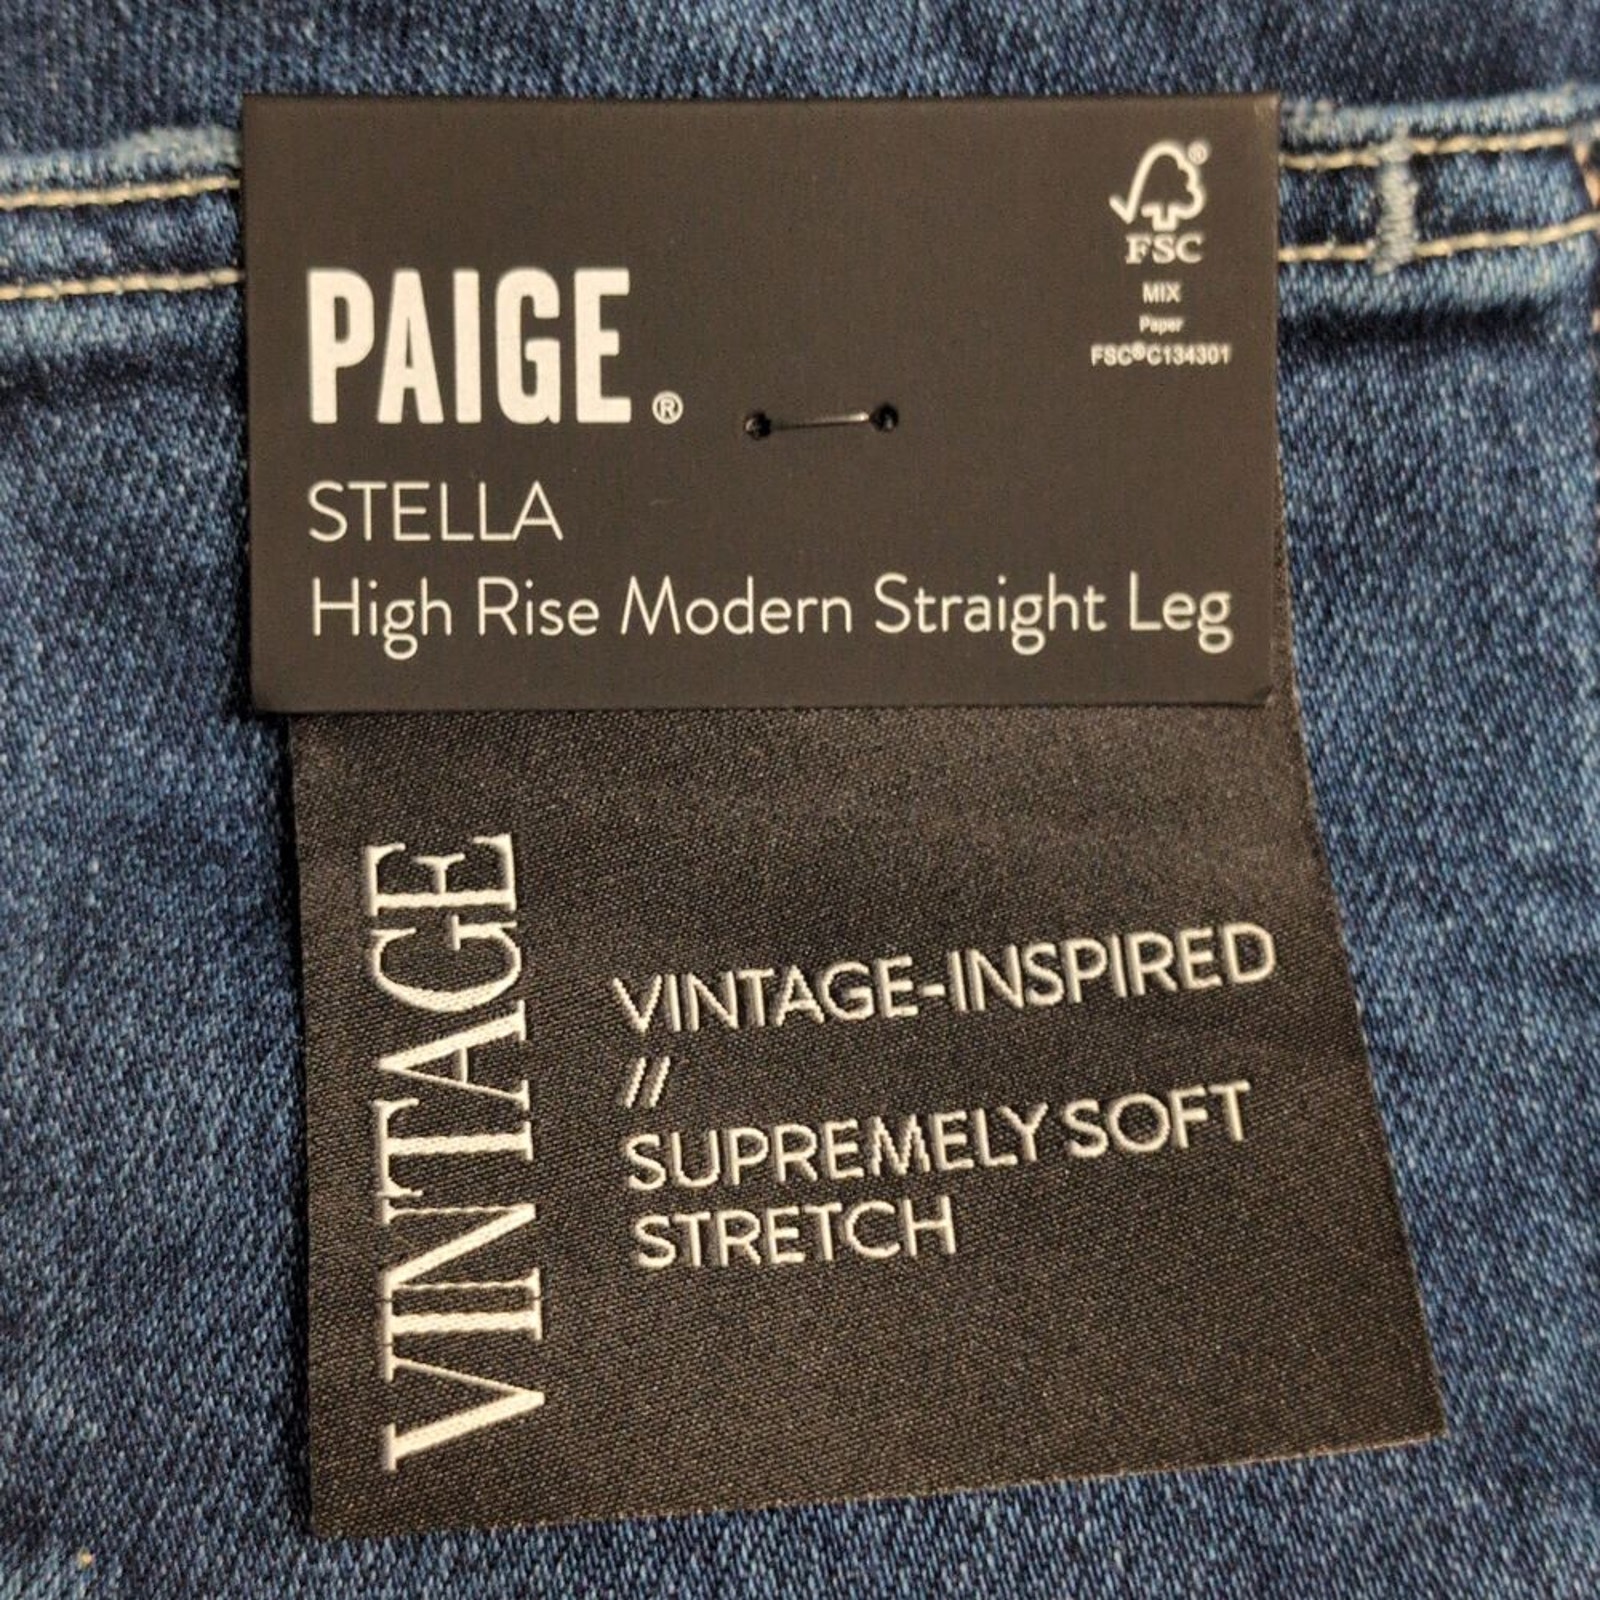 FSC
MIX
Paper
FSC®C134301
PAIGE®
STELLA
High Rise Modern Straight Leg
VINTAGE
VINTAGE-INSPIRED
//
SUPREMELY SOFT
STRETCH